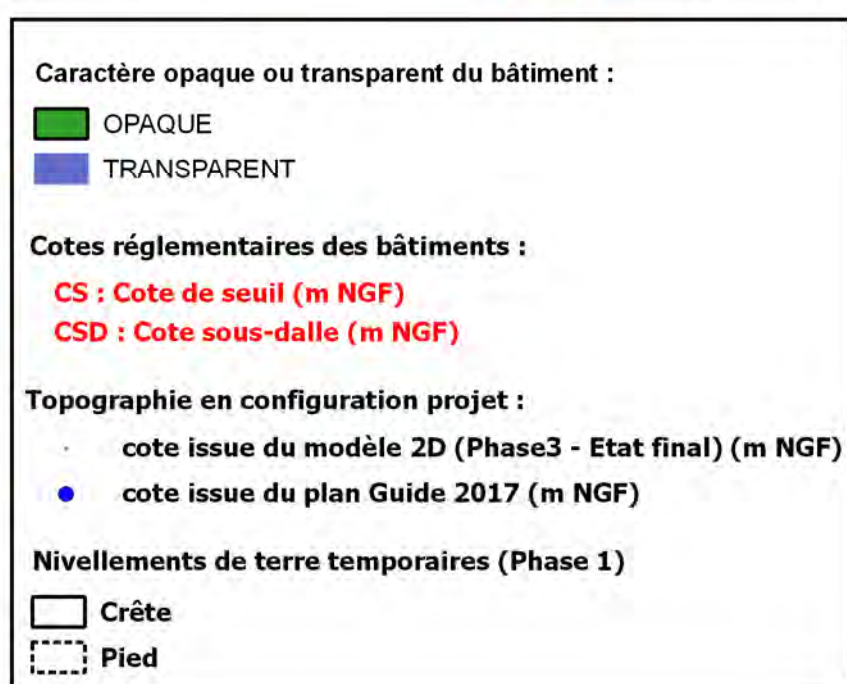 Caractère opaque ou transparent du bâtiment :
OPAQUE
TRANSPARENT
Cotes réglementaires des bâtiments :
CS : Cote de seuil (m NGF)
CSD : Cote sous-dalle (m NGF)
Topographie en configuration projet :
cote issue du modèle 2D (Phase3 - Etat final) (m NGF)
cote issue du plan Guide 2017 (m NGF)
Nivellements de terre temporaires (Phase 1)
Crête
Pied